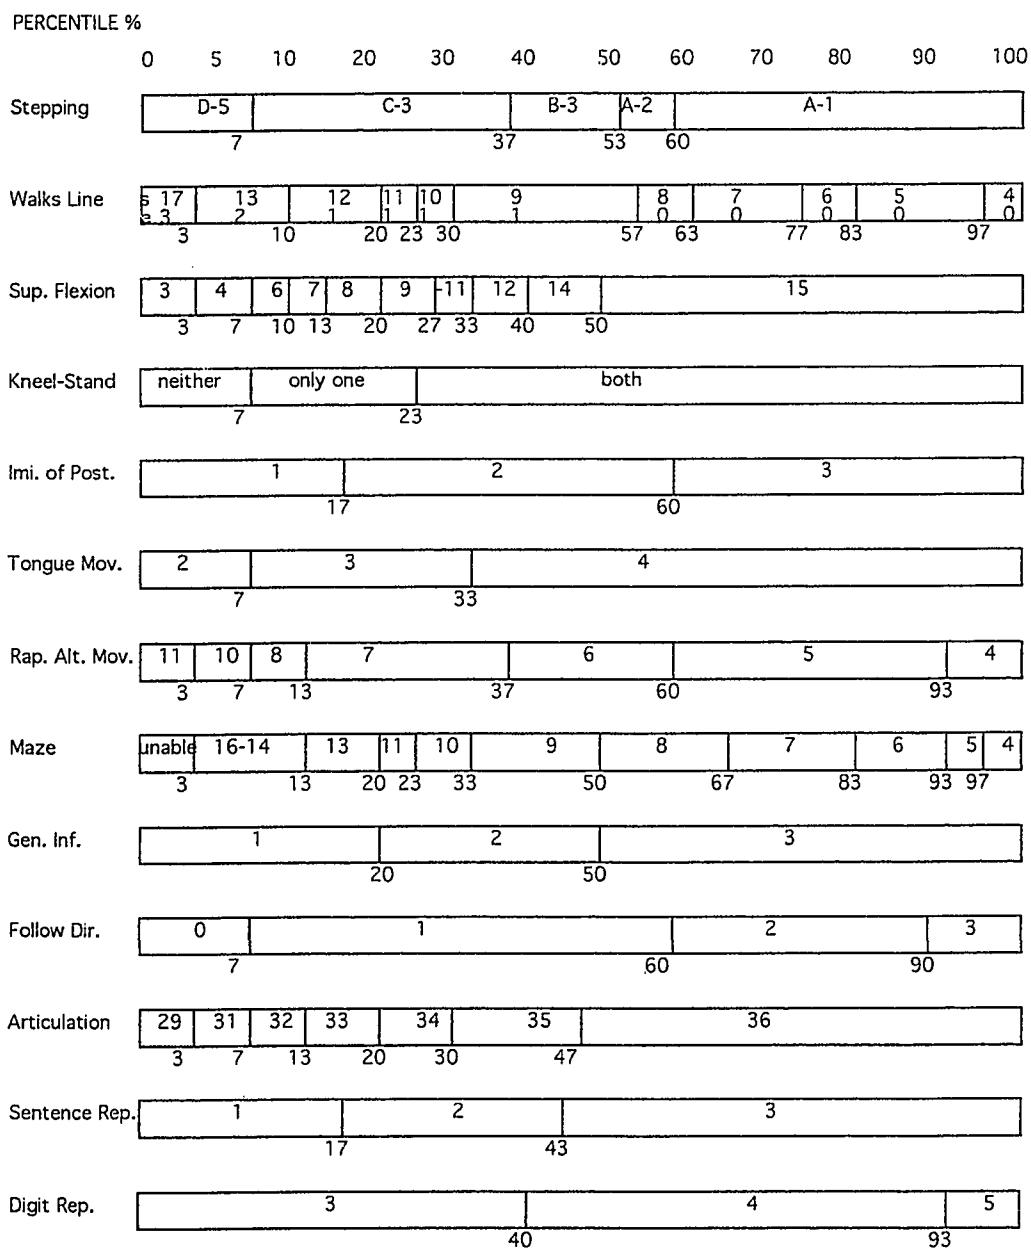 PERCENTILE %
0 5 10 20 30 40 50 60 70 80 90 100
Stepping D-5 C-3 B-3 A-2 A-1
7 37 53 60
Walks Line s 17 13 12 11 10 9 8 7 6 5 4
e 3 2 1 1 1 1 0 0 0 0 0
3 10 20 23 30 57 63 77 83 97
Sup. Flexion 3 4 6 7 8 9 -11 12 14 15
3 7 10 13 20 27 33 40 50
Kneel-Stand neither only one both
7 23
Imi. of Post. 1 2 3
17 60
Tongue Mov. 2 3 4
7 33
Rap. Alt. Mov. 11 10 8 7 6 5 4
3 7 13 37 60 93
Maze unable 16-14 13 11 10 9 8 7 6 5 4
3 13 20 23 33 50 67 83 93 97
Gen. Inf. 1 2 3
20 50
Follow Dir. 0 1 2 3
7 60 90
Articulation 29 31 32 33 34 35 36
3 7 13 20 30 47
Sentence Rep. 1 2 3
17 43
Digit Rep. 3 4 5
40 93